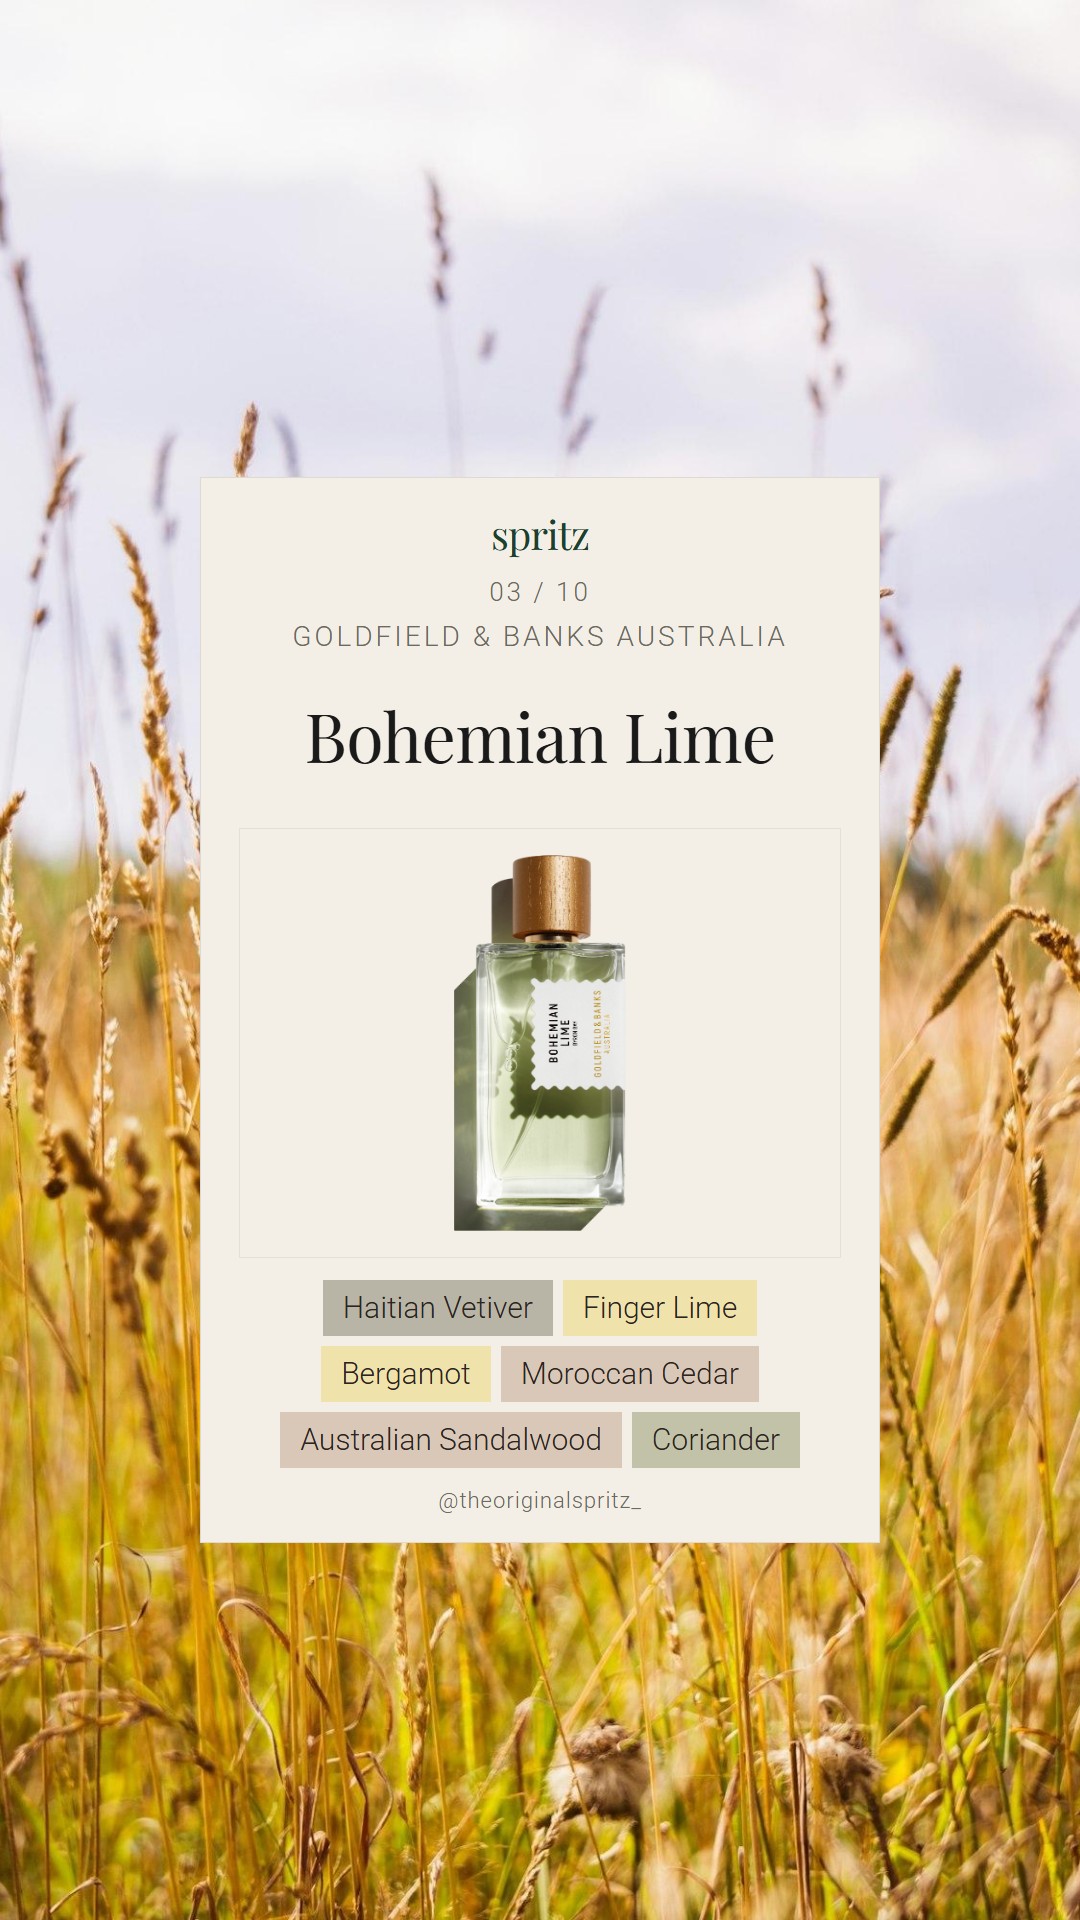 spritz
03 / 10
GOLDFIELD & BANKS AUSTRALIA
Bohemian Lime
BOHEMIAN
LIME
GOLDFIELD & BANKS
AUSTRALIA
Haitian Vetiver
Finger Lime
Bergamot
Moroccan Cedar
Australian Sandalwood
Coriander
@theoriginalspritz_